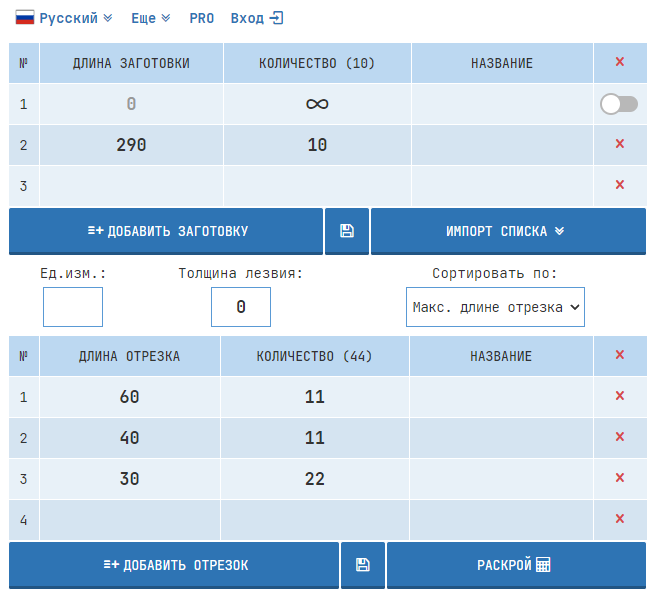 Русский Еще PRO Вход
№ ДЛИНА ЗАГОТОВКИ КОЛИЧЕСТВО (10) НАЗВАНИЕ X
1 0 ∞
2 290 10 X
3 X
≡+ ДОБАВИТЬ ЗАГОТОВКУ ИМПОРТ СПИСКА
Ед.изм.: Толщина лезвия: Сортировать по:
0 Макс. длине отрезка
№ ДЛИНА ОТРЕЗКА КОЛИЧЕСТВО (44) НАЗВАНИЕ X
1 60 11 X
2 40 11 X
3 30 22 X
4 X
≡+ ДОБАВИТЬ ОТРЕЗОК РАСКРОЙ